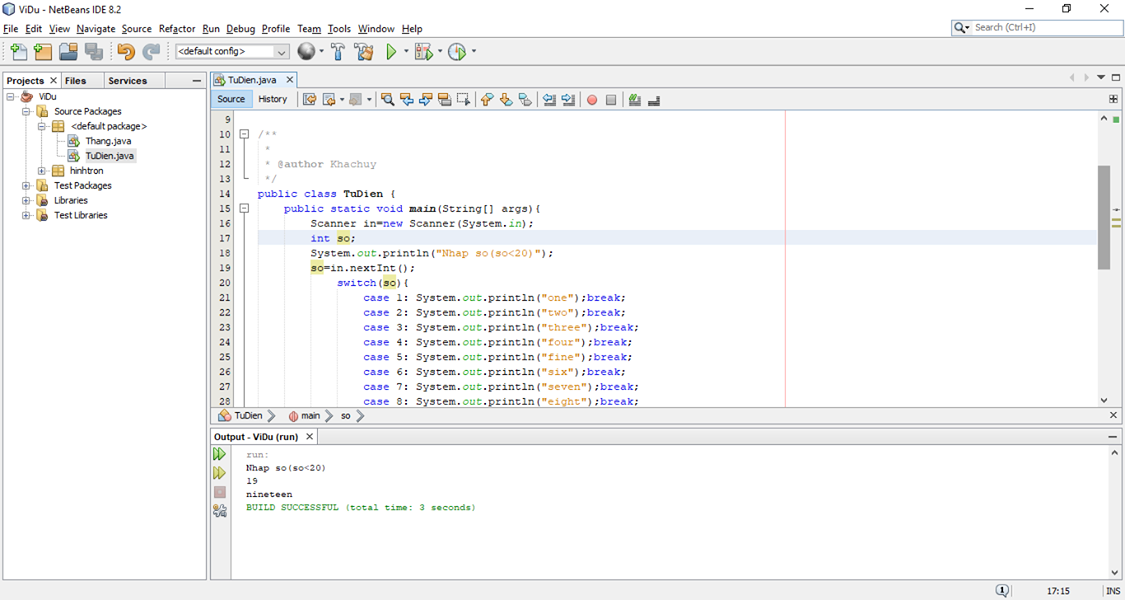 ViDu - NetBeans IDE 8.2
File Edit View Navigate Source Refactor Run Debug Profile Team Tools Window Help
Search (Ctrl+I)
<default config>
Projects Files Services
ViDu
Source Packages
<default package>
Thang.java
TuDien.java
hinhtron
Test Packages
Libraries
Test Libraries
TuDien.java
Source History
9
10 /**
11 *
12 * @author Khachuy
13 */
14 public class TuDien {
15 public static void main(String[] args){
16 Scanner in=new Scanner(System.in);
17 int so;
18 System.out.println("Nhap so(so<20)");
19 so=in.nextInt();
20 switch(so){
21 case 1: System.out.println("one");break;
22 case 2: System.out.println("two");break;
23 case 3: System.out.println("three");break;
24 case 4: System.out.println("four");break;
25 case 5: System.out.println("fine");break;
26 case 6: System.out.println("six");break;
27 case 7: System.out.println("seven");break;
28 case 8: System.out.println("eight");break;
TuDien main so
Output - ViDu (run)
run:
Nhap so(so<20)
19
nineteen
BUILD SUCCESSFUL (total time: 3 seconds)
1 17:15 INS